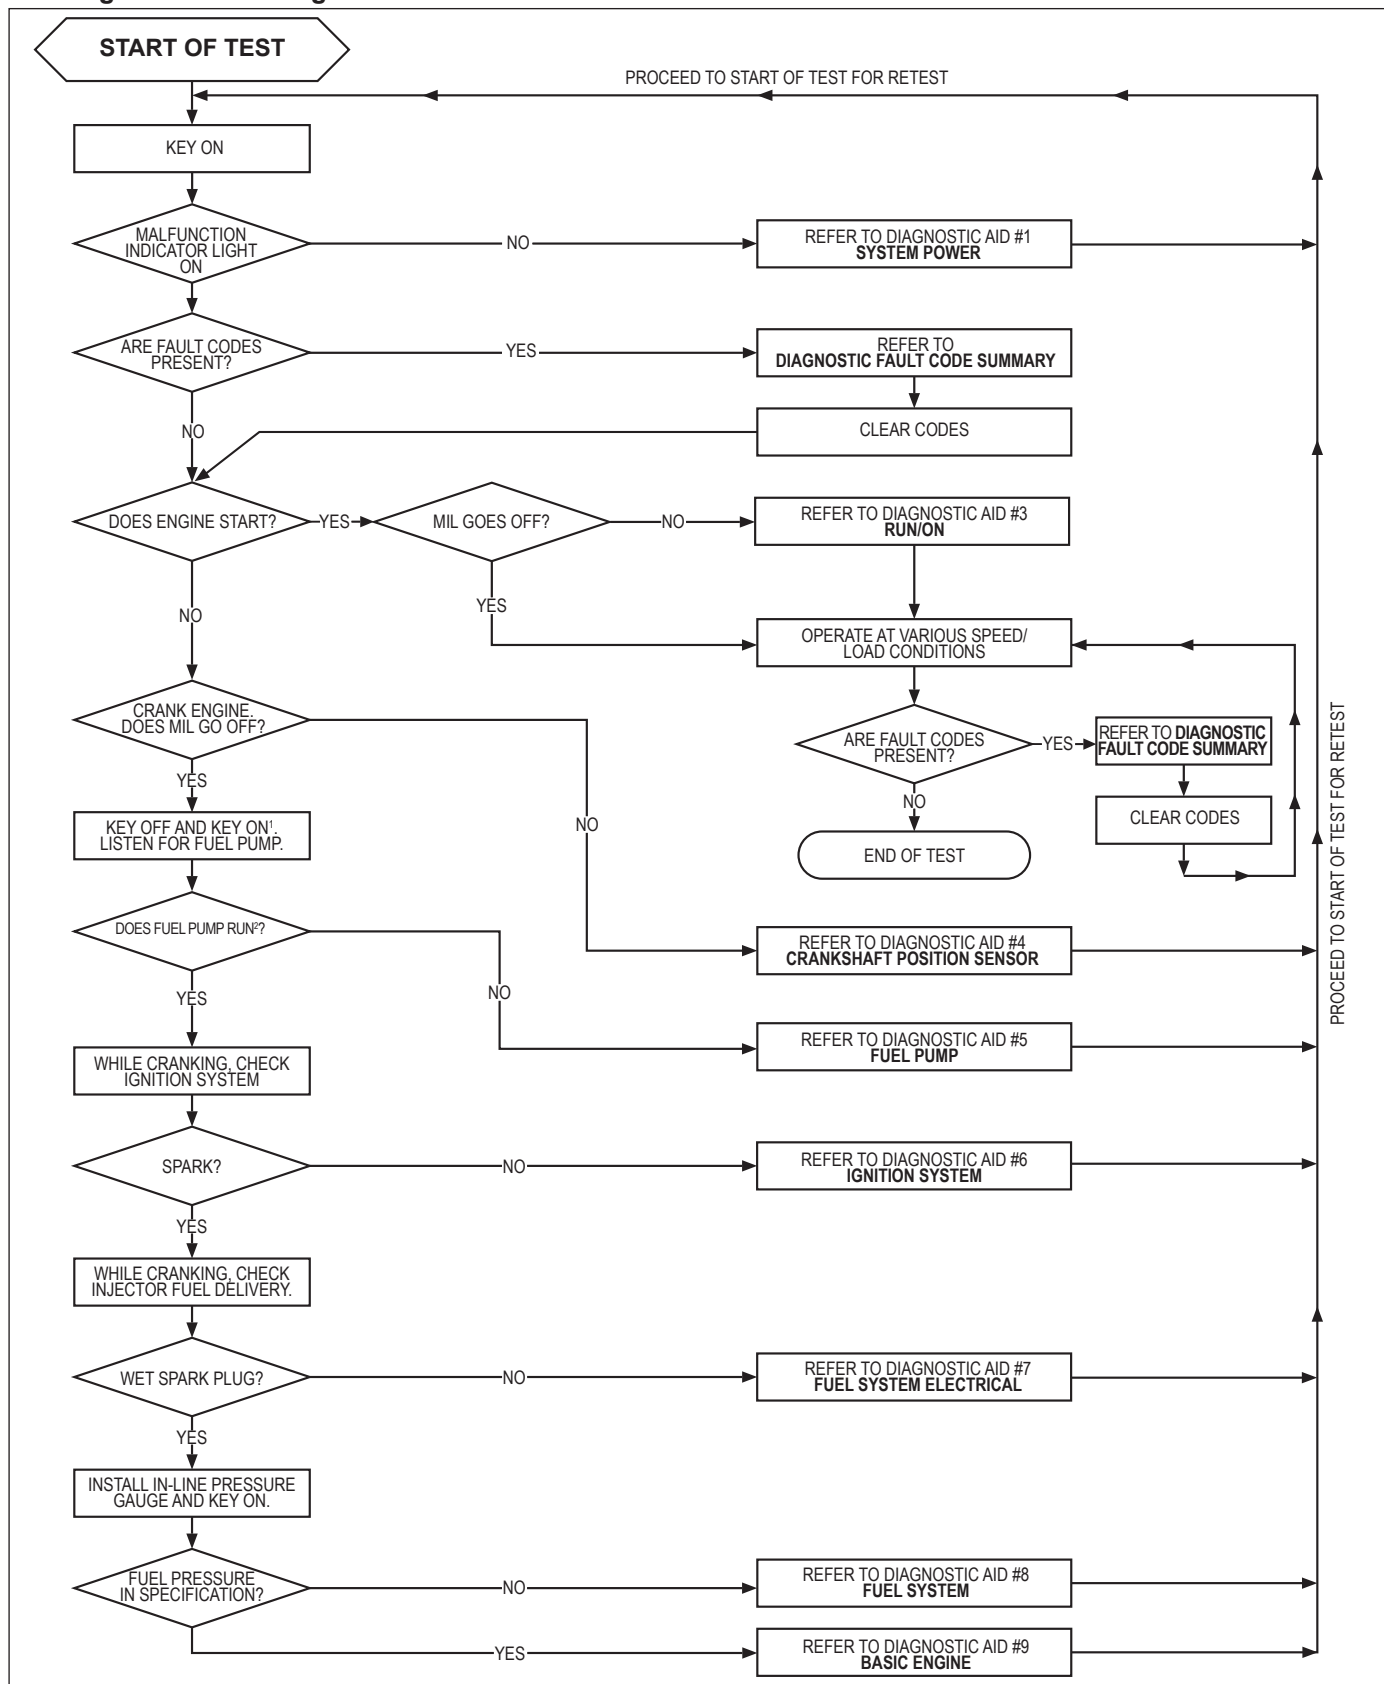 START OF TEST
PROCEED TO START OF TEST FOR RETEST
KEY ON
MALFUNCTION
INDICATOR LIGHT
ON
NO
REFER TO DIAGNOSTIC AID #1
SYSTEM POWER
ARE FAULT CODES
PRESENT?
YES
REFER TO
DIAGNOSTIC FAULT CODE SUMMARY
NO
CLEAR CODES
DOES ENGINE START?
YES
MIL GOES OFF?
NO
REFER TO DIAGNOSTIC AID #3
RUN/ON
NO
YES
OPERATE AT VARIOUS SPEED/
LOAD CONDITIONS
CRANK ENGINE.
DOES MIL GO OFF?
ARE FAULT CODES
PRESENT?
YES
REFER TO DIAGNOSTIC
FAULT CODE SUMMARY
YES
NO
CLEAR CODES
KEY OFF AND KEY ON¹.
LISTEN FOR FUEL PUMP.
NO
END OF TEST
PROCEED TO START OF TEST FOR RETEST
DOES FUEL PUMP RUN²?
REFER TO DIAGNOSTIC AID #4
CRANKSHAFT POSITION SENSOR
YES
NO
WHILE CRANKING, CHECK
IGNITION SYSTEM
REFER TO DIAGNOSTIC AID #5
FUEL PUMP
SPARK?
NO
REFER TO DIAGNOSTIC AID #6
IGNITION SYSTEM
YES
WHILE CRANKING, CHECK
INJECTOR FUEL DELIVERY.
WET SPARK PLUG?
NO
REFER TO DIAGNOSTIC AID #7
FUEL SYSTEM ELECTRICAL
YES
INSTALL IN-LINE PRESSURE
GAUGE AND KEY ON.
FUEL PRESSURE
IN SPECIFICATION?
NO
REFER TO DIAGNOSTIC AID #8
FUEL SYSTEM
YES
REFER TO DIAGNOSTIC AID #9
BASIC ENGINE